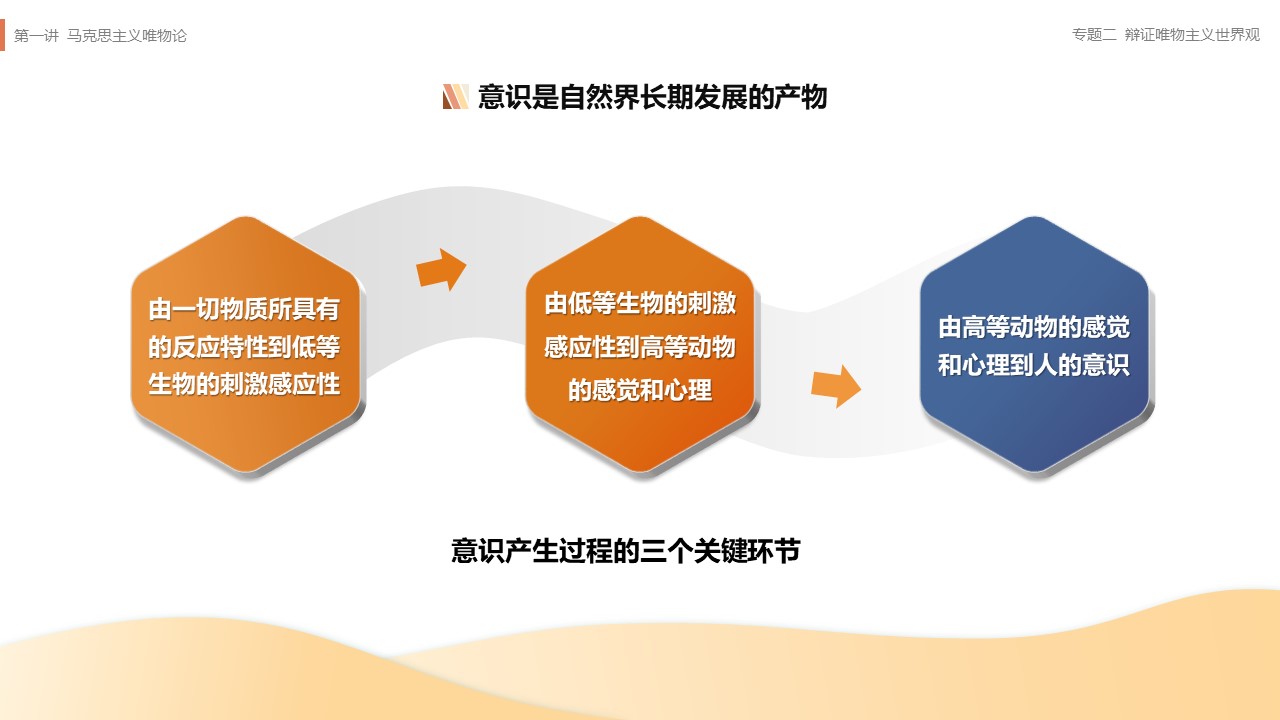 第一讲 马克思主义唯物论
专题二 辩证唯物主义世界观
意识是自然界长期发展的产物
由一切物质所具有
的反应特性到低等
生物的刺激感应性
由低等生物的刺激
感应性到高等动物
的感觉和心理
由高等动物的感觉
和心理到人的意识
意识产生过程的三个关键环节